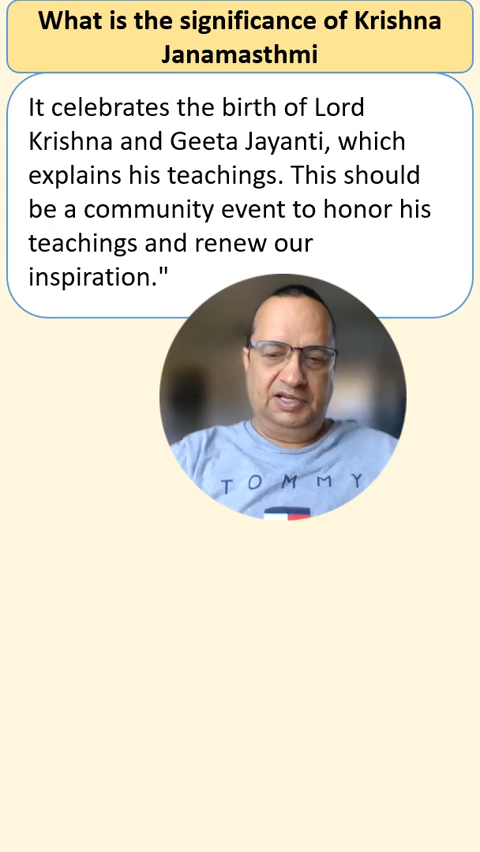 What is the significance of Krishna
Janamasthmi
It celebrates the birth of Lord
Krishna and Geeta Jayanti, which
explains his teachings. This should
be a community event to honor his
teachings and renew our
inspiration."
TOMMY